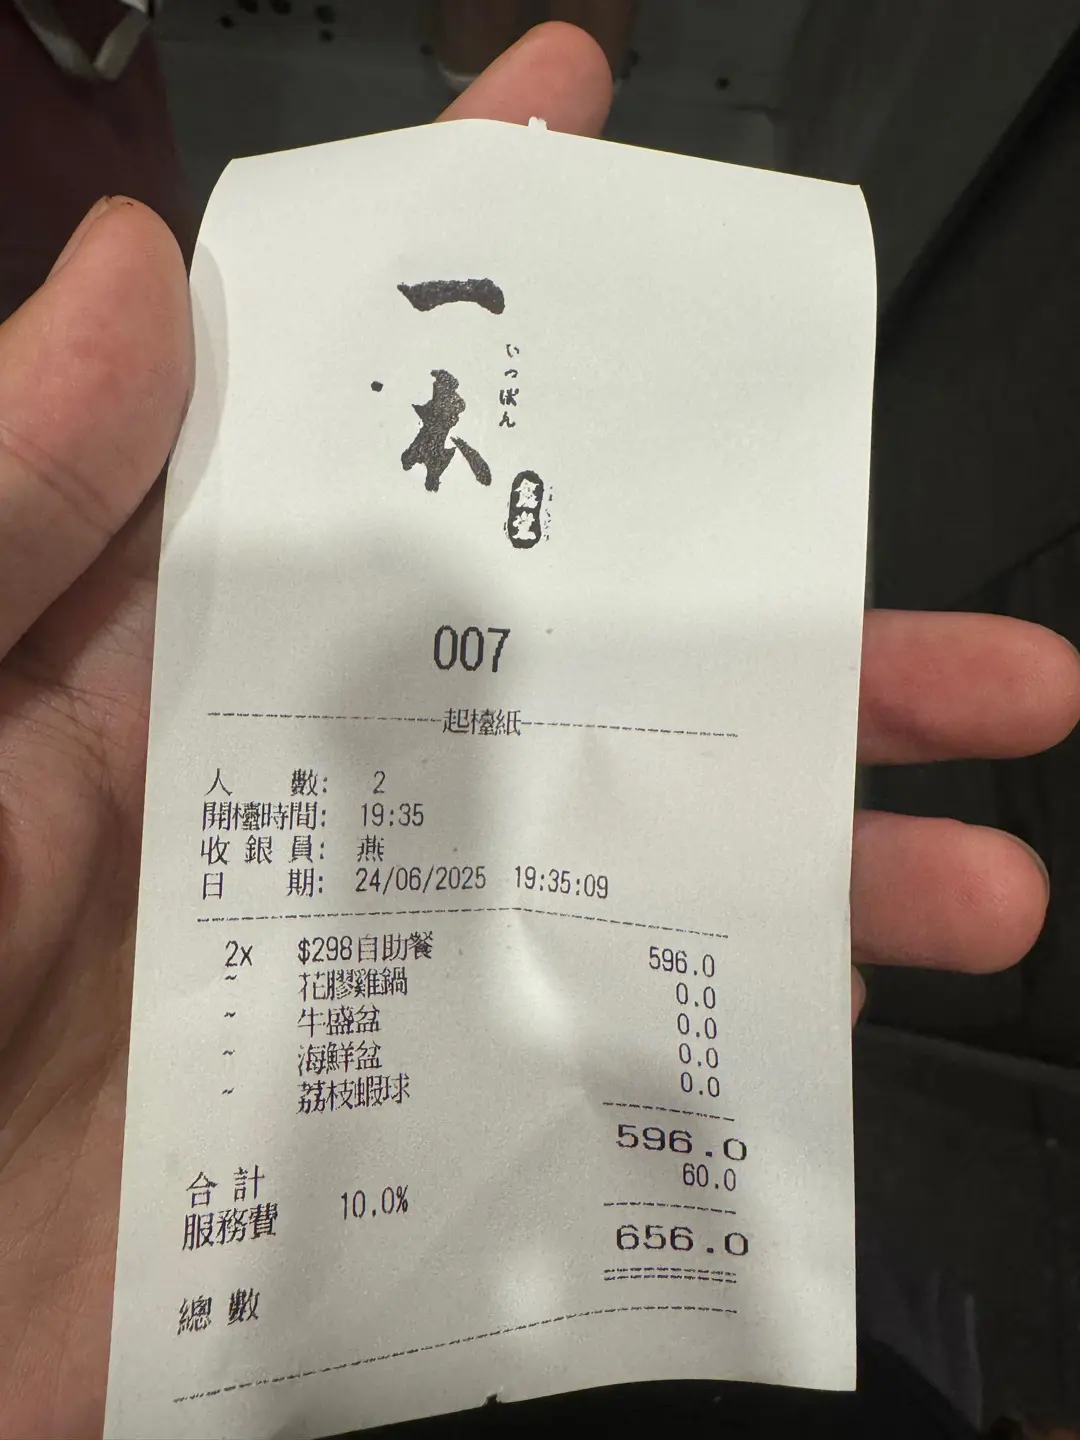 一本
いっぽん
食堂
007
起檯紙
人 數: 2
開檯時間: 19:35
收銀員: 燕
日 期: 24/06/2025 19:35:09
2x $298自助餐 596.0
~ 花膠雞鍋 0.0
~ 牛盛盆 0.0
~ 海鮮盆 0.0
~ 荔枝蝦球 0.0
合計 596.0
服務費 10.0% 60.0
總數 656.0